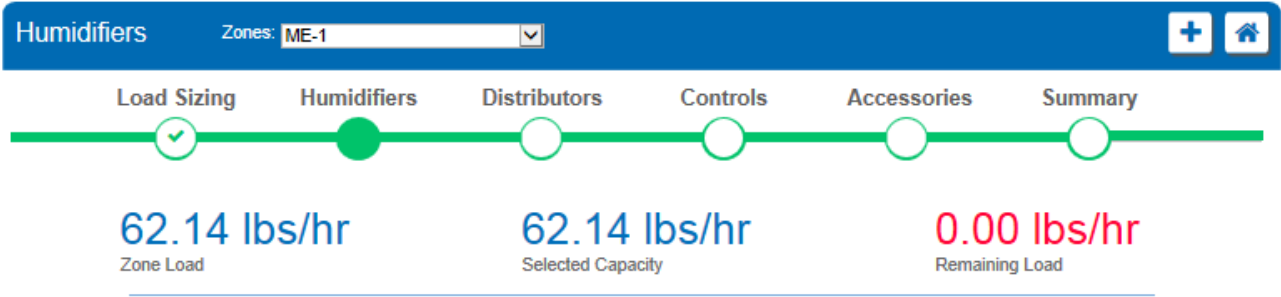 Humidifiers Zones: ME-1
Load Sizing Humidifiers Distributors Controls Accessories Summary
62.14 lbs/hr 62.14 lbs/hr 0.00 lbs/hr
Zone Load Selected Capacity Remaining Load